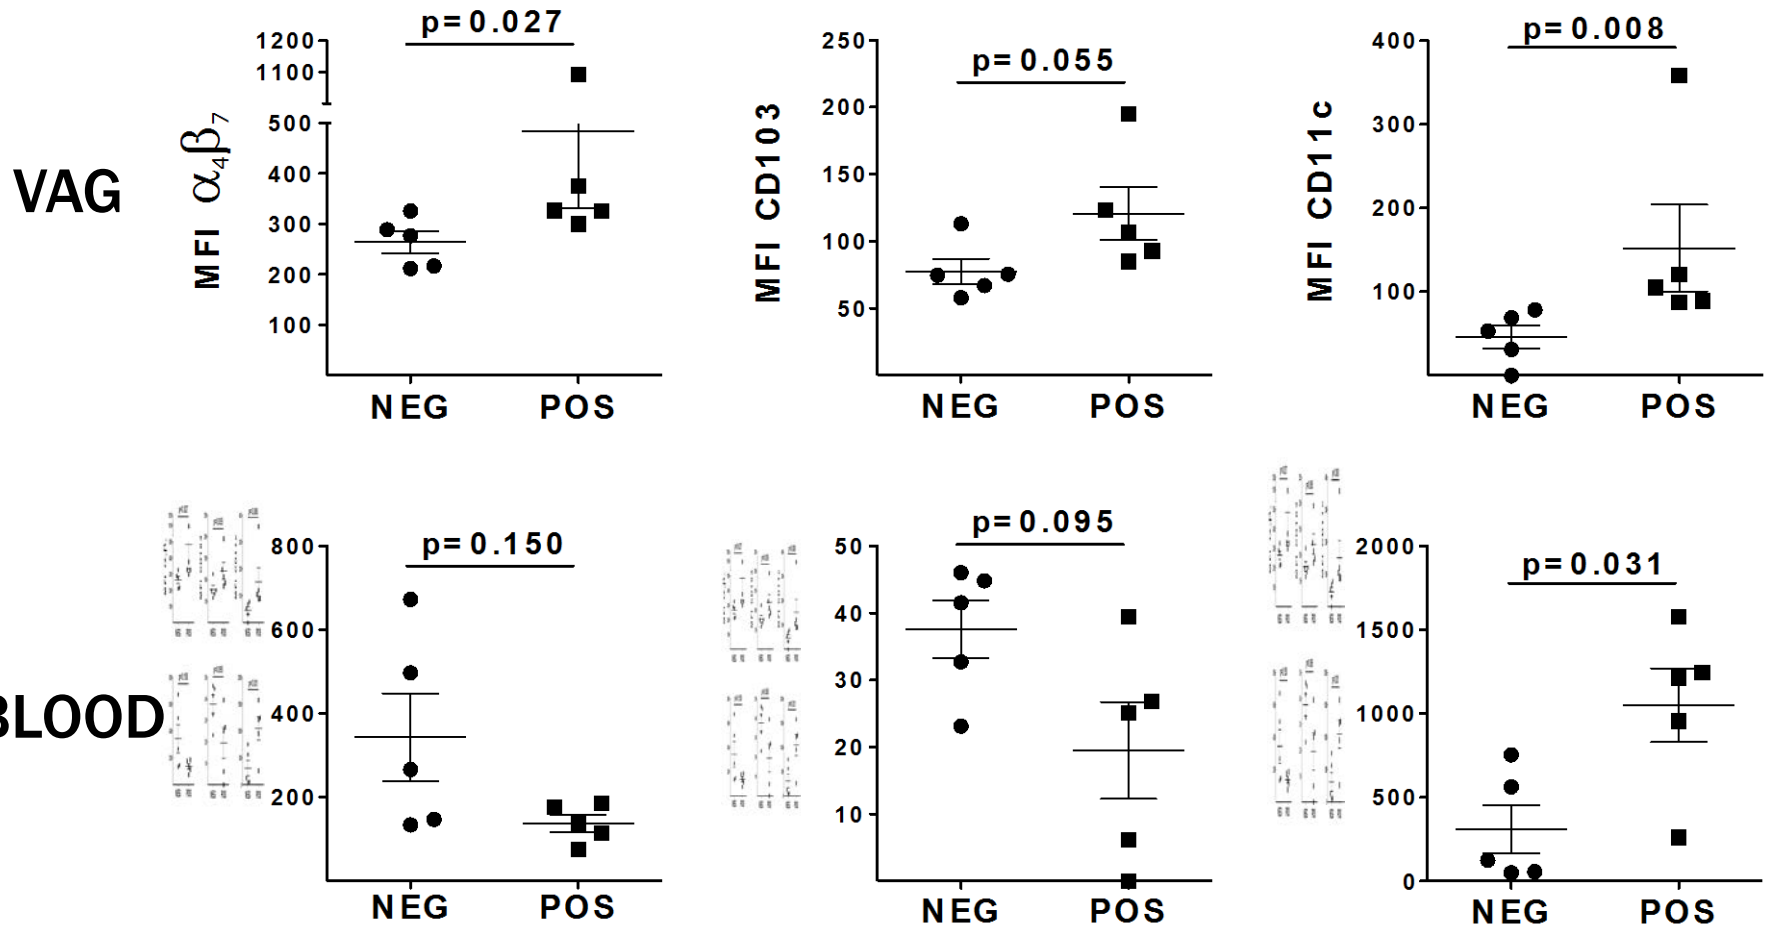 VAG
MFI α4β7
p=0.027
1200
1100
500
400
300
200
100
NEG POS
MFI CD103
p=0.055
250
200
150
100
50
NEG POS
MFI CD11c
p=0.008
400
300
200
100
NEG POS
BLOOD
p=0.150
800
600
400
200
NEG POS
p=0.095
50
40
30
20
10
NEG POS
p=0.031
2000
1500
1000
500
0
NEG POS